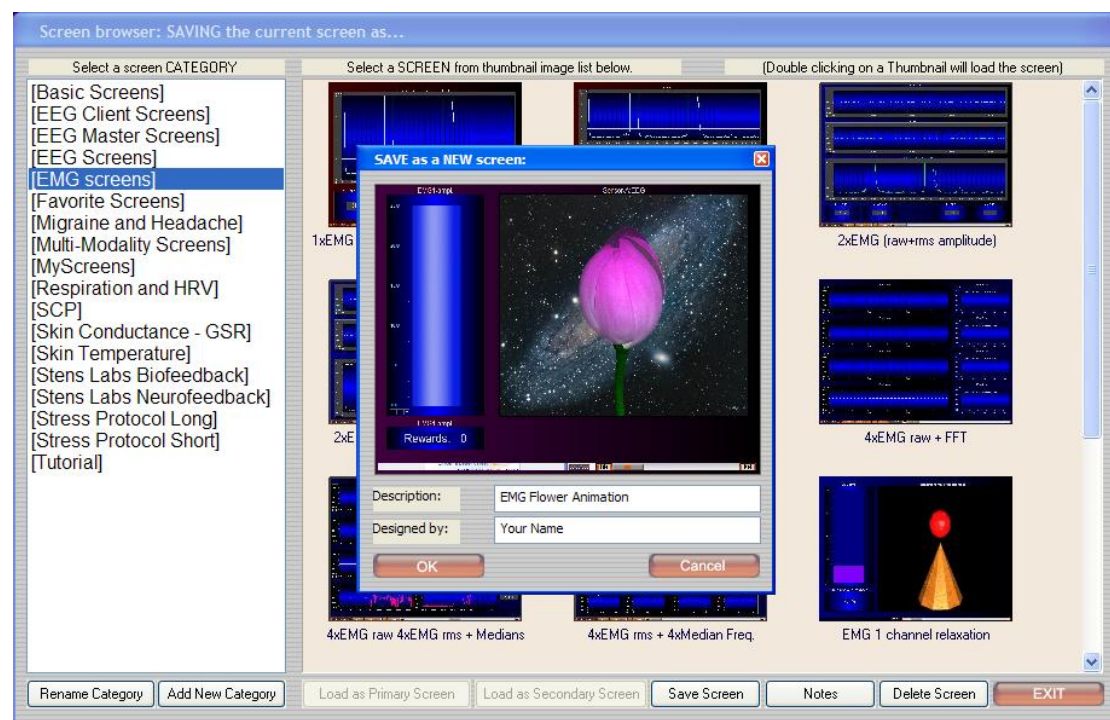 Screen browser: SAVING the current screen as...
Select a screen CATEGORY
Select a SCREEN from thumbnail image list below.
(Double clicking on a Thumbnail will load the screen)
[Basic Screens]
[EEG Client Screens]
[EEG Master Screens]
[EEG Screens]
[EMG screens]
[Favorite Screens]
[Migraine and Headache]
[Multi-Modality Screens]
[MyScreens]
[Respiration and HRV]
[SCP]
[Skin Conductance - GSR]
[Skin Temperature]
[Stens Labs Biofeedback]
[Stens Labs Neurofeedback]
[Stress Protocol Long]
[Stress Protocol Short]
[Tutorial]
1xEMG
2xEMG (raw+rms amplitude)
SAVE as a NEW screen:
Rewards. 0
Description: EMG Flower Animation
Designed by: Your Name
OK Cancel
2xE
4xEMG raw + FFT
4xEMG raw 4xEMG rms + Medians
4xEMG rms + 4xMedian Freq.
EMG 1 channel relaxation
Rename Category Add New Category Load as Primary Screen Load as Secondary Screen Save Screen Notes Delete Screen EXIT